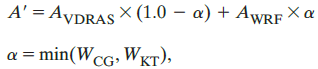 A′ = A_VDRAS × (1.0 − α) + A_WRF × α
α = min(W_CG, W_KT),